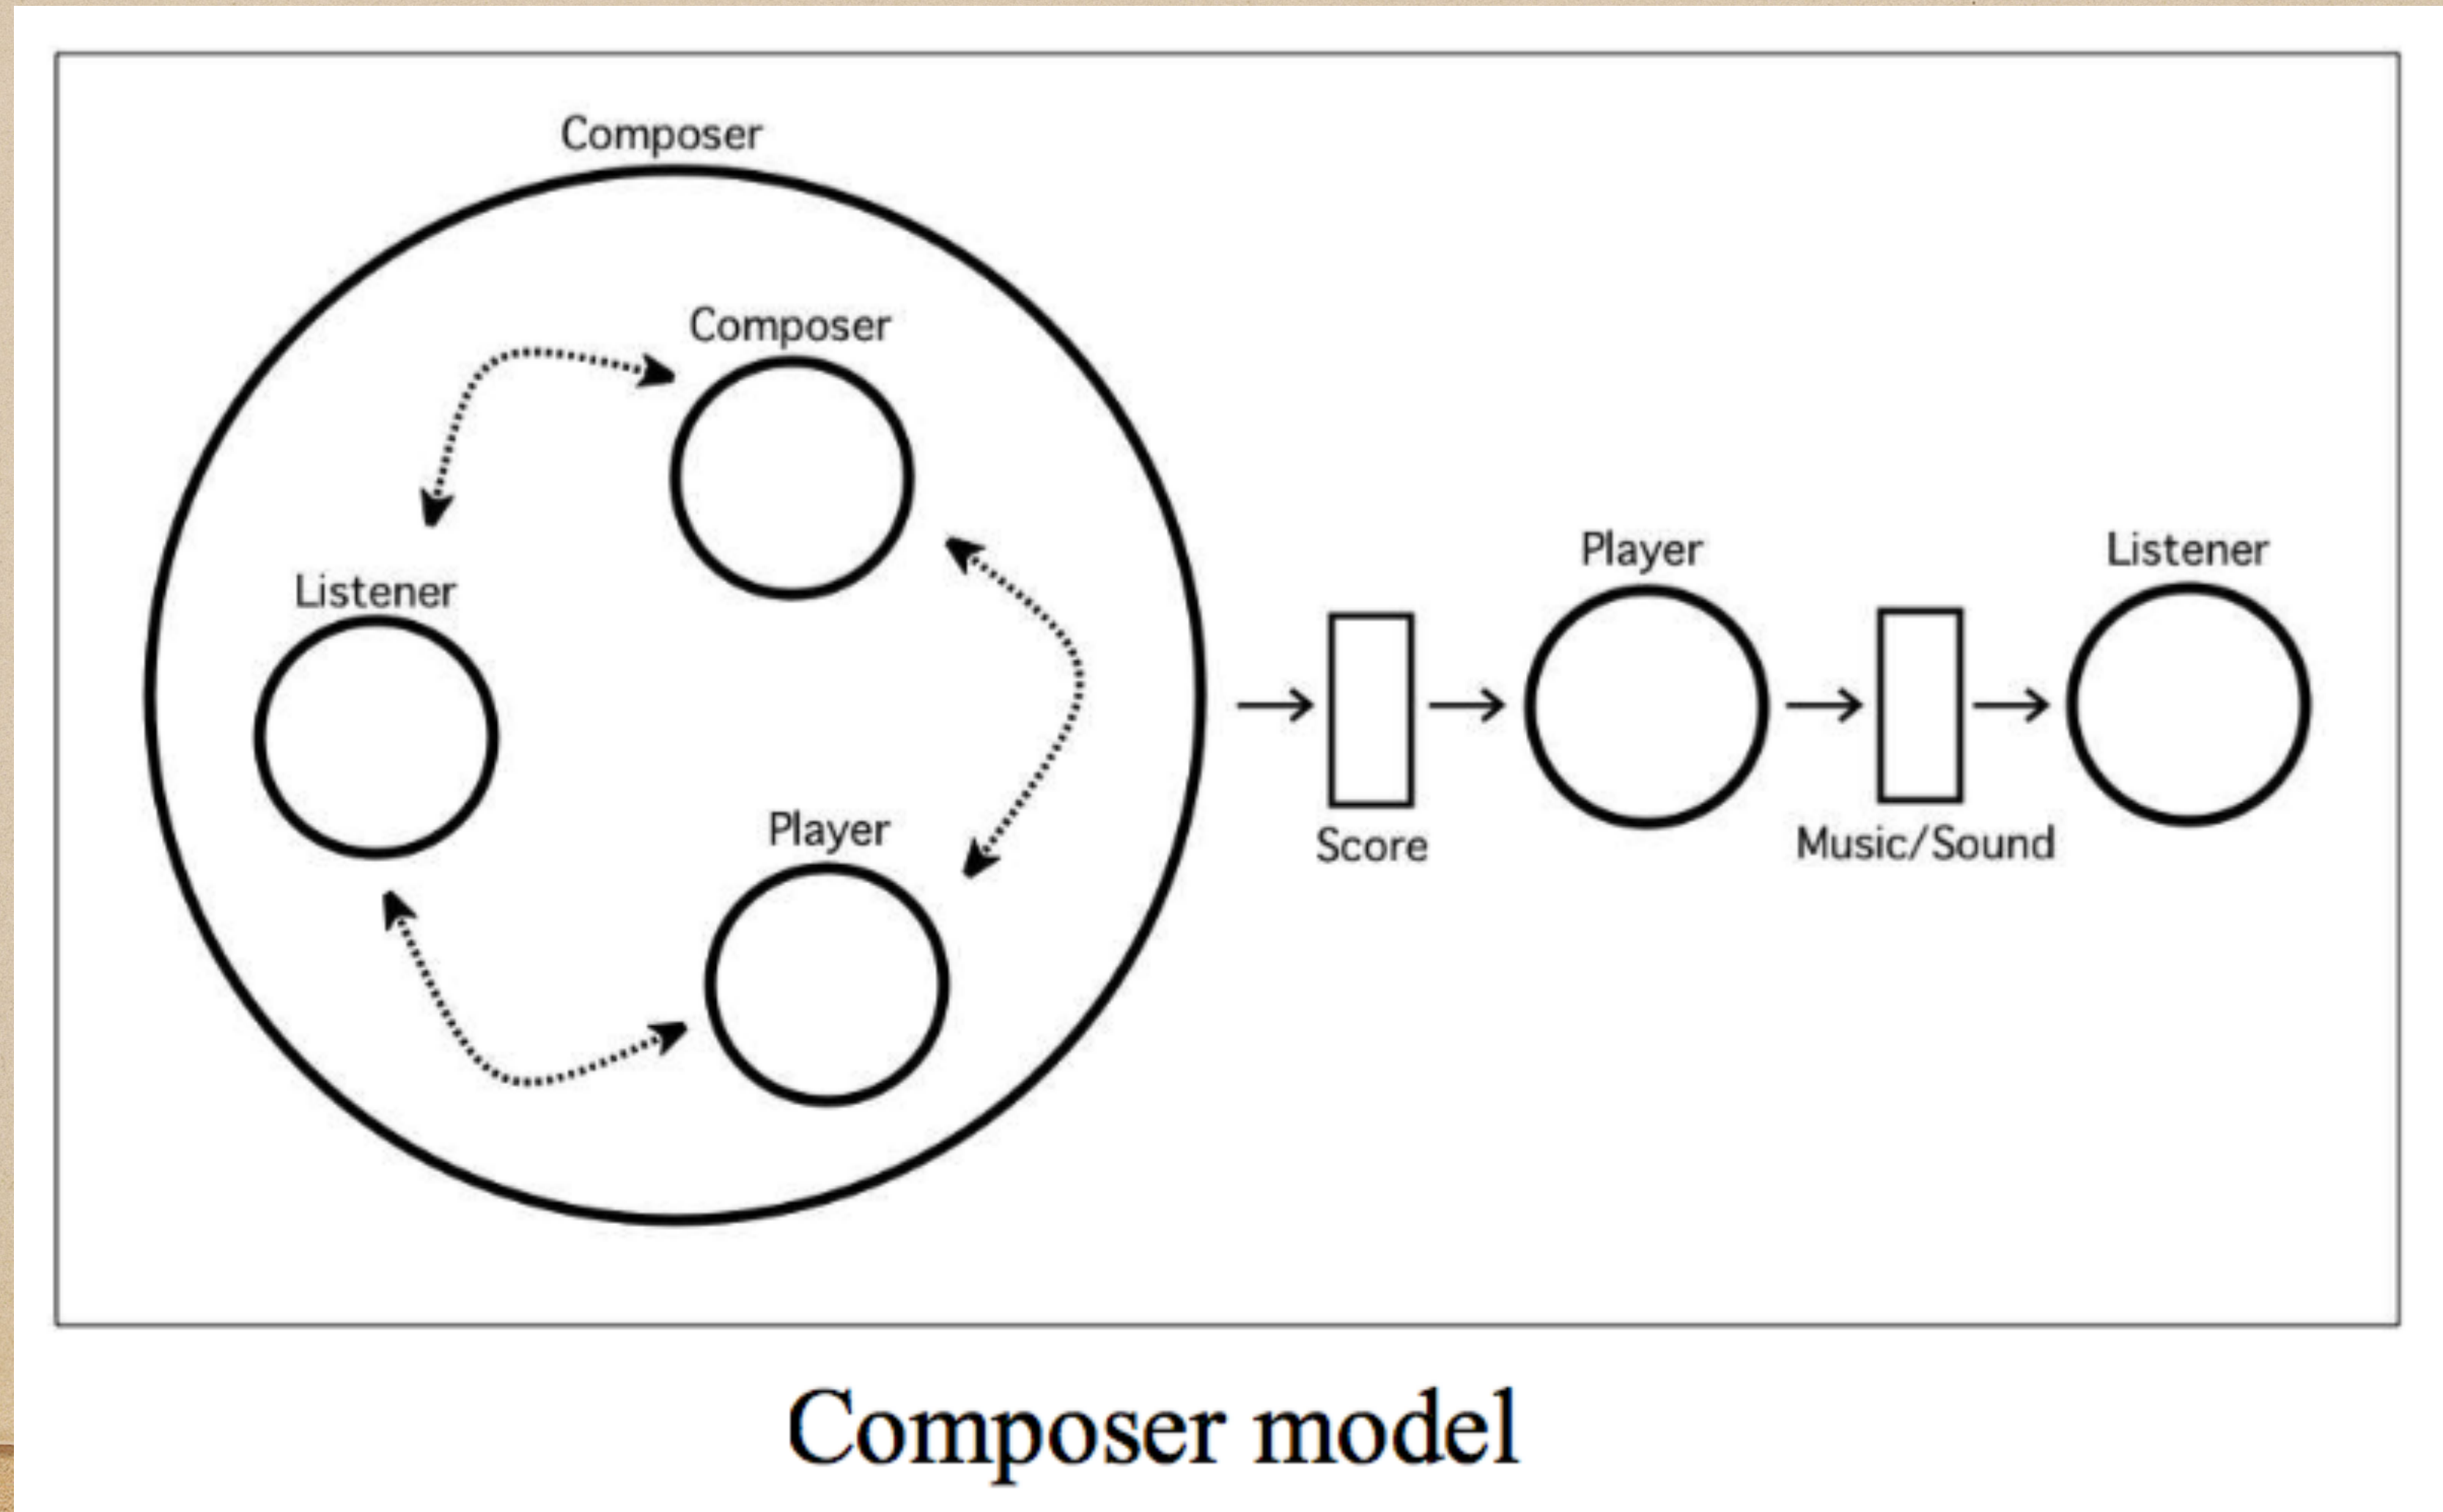 Composer
Composer
Listener
Player
Score
Player
Music/Sound
Listener
Composer model